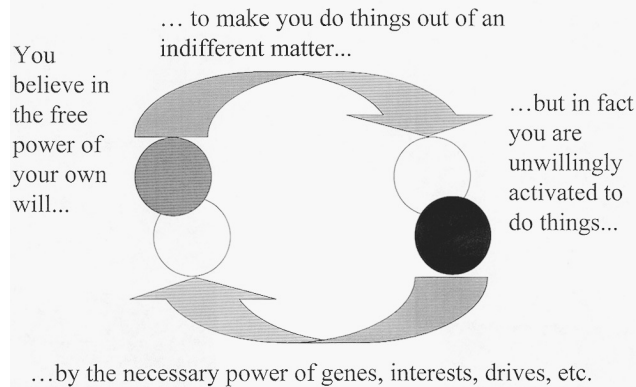 You
believe in
the free
power of
your own
will...
… to make you do things out of an
indifferent matter...
…but in fact
you are
unwillingly
activated to
do things...
…by the necessary power of genes, interests, drives, etc.